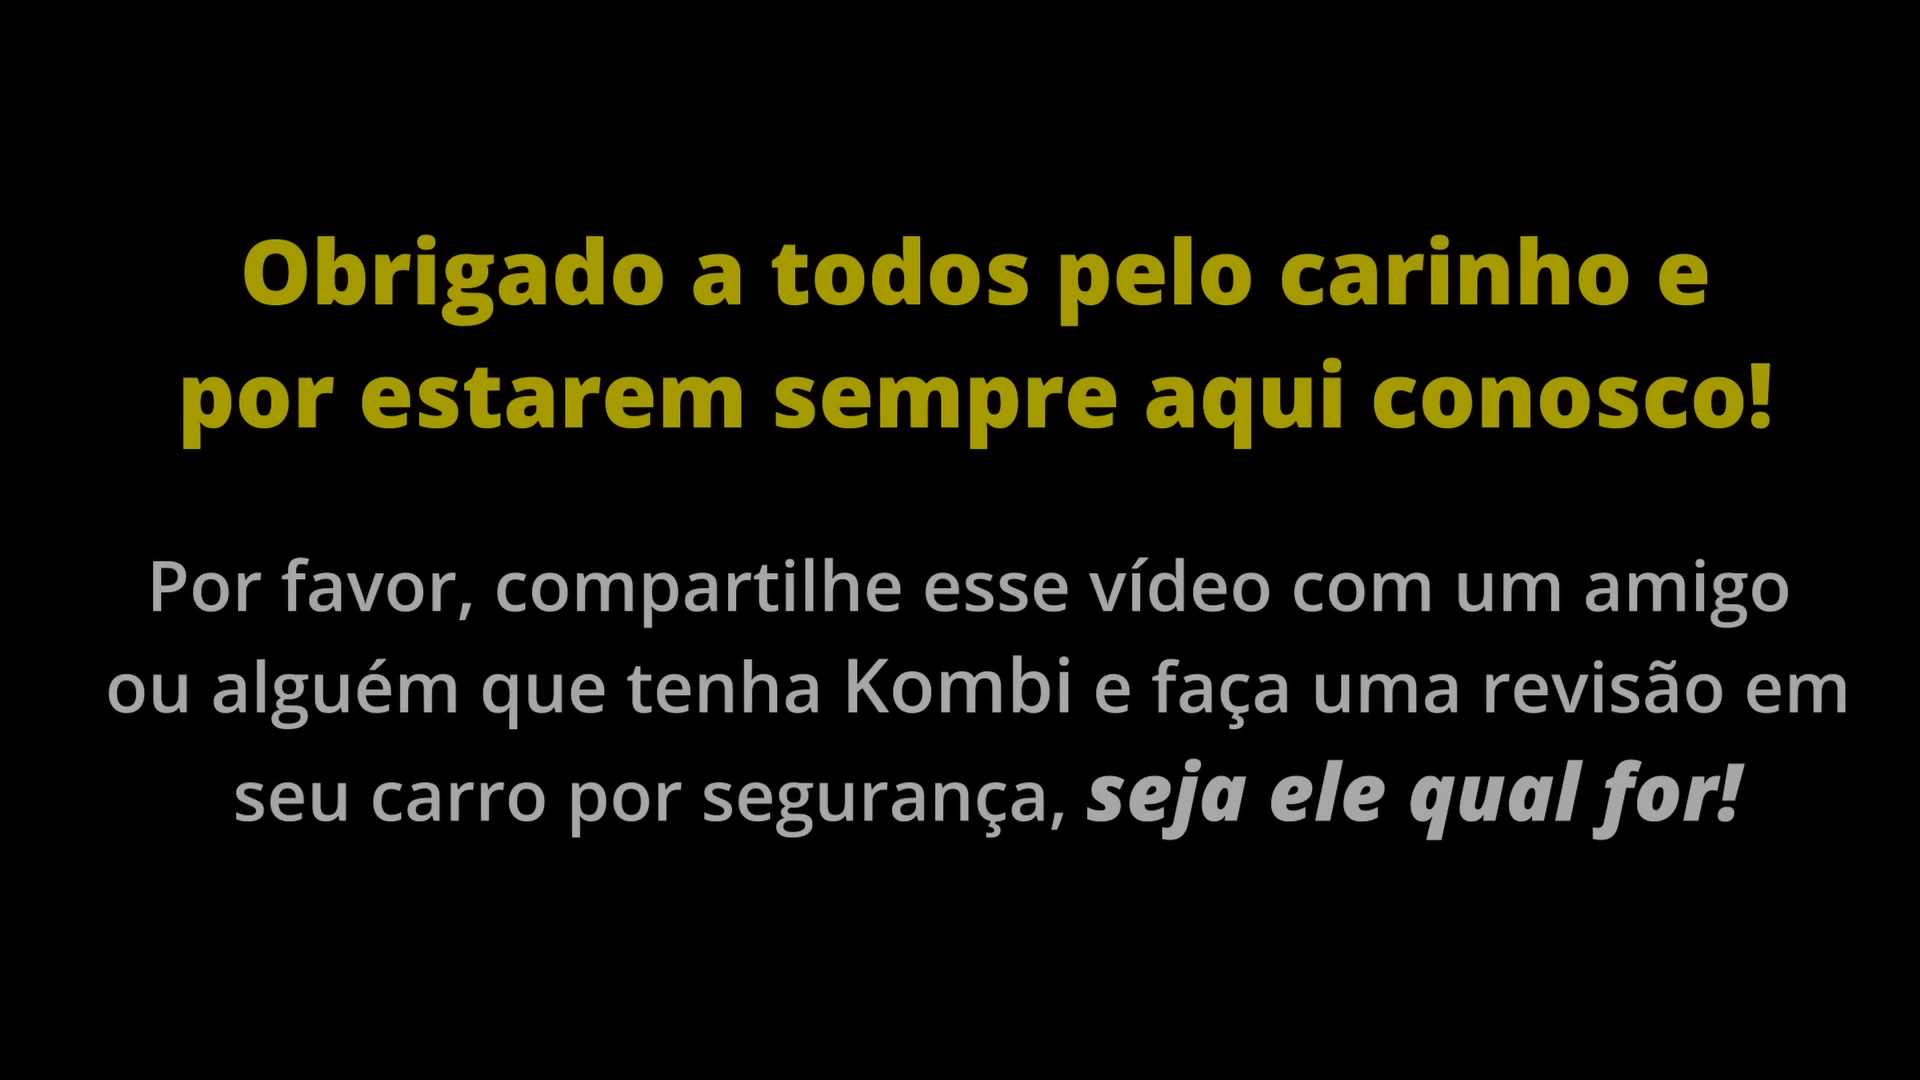 Obrigado a todos pelo carinho e
por estarem sempre aqui conosco!
Por favor, compartilhe esse vídeo com um amigo
ou alguém que tenha Kombi e faça uma revisão em
seu carro por segurança, seja ele qual for!